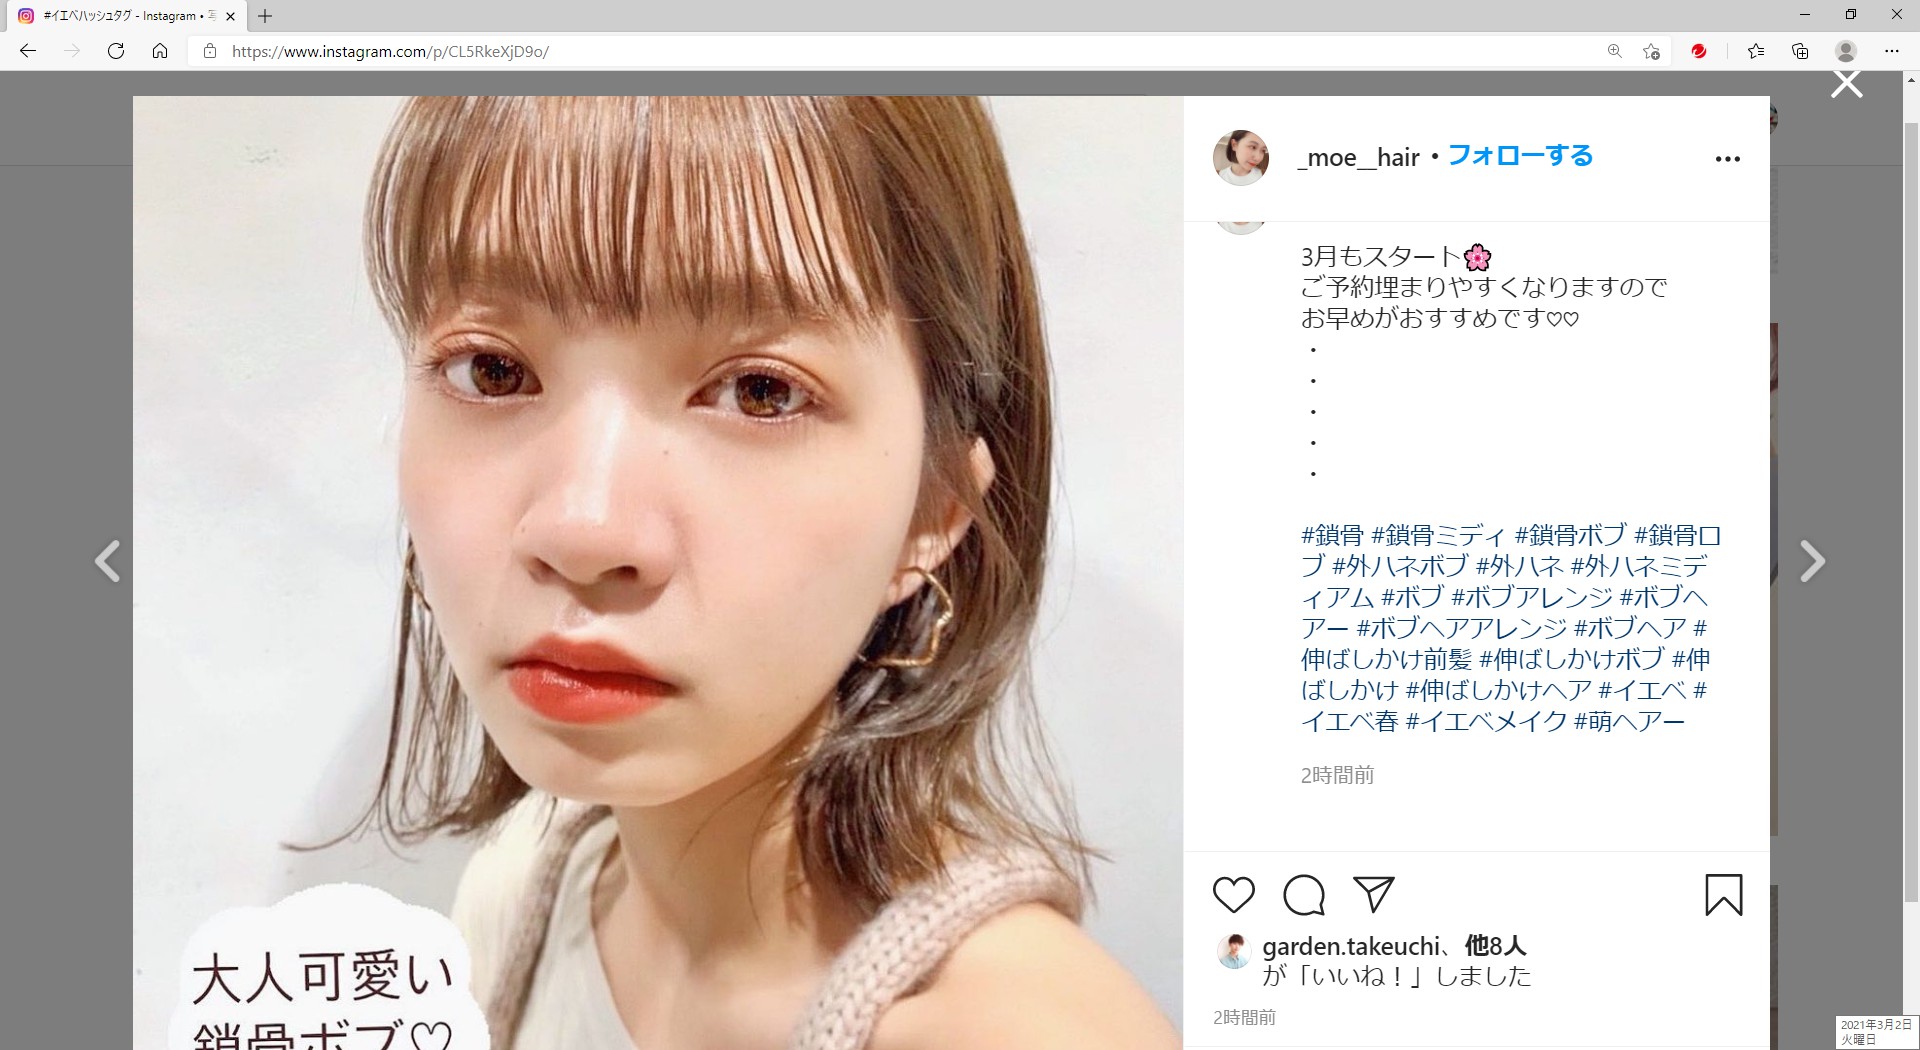 #イエベハッシュタグ - Instagram •
https://www.instagram.com/p/CL5RkeXjD9o/
_moe__hair • フォローする
3月もスタート🌸
ご予約埋まりやすくなりますので
お早めがおすすめです♡♡
・
・
・
・
・
#鎖骨 #鎖骨ミディ #鎖骨ボブ #鎖骨ロ
ブ #外ハネボブ #外ハネ #外ハネミデ
ィアム #ボブ #ボブアレンジ #ボブヘ
アー #ボブヘアアレンジ #ボブヘア #
伸ばしかけ前髪 #伸ばしかけボブ #伸
ばしかけ #伸ばしかけヘア #イエベ #
イエベ春 #イエベメイク #萌ヘアー
2時間前
garden.takeuchi、他8人
が「いいね！」しました
2時間前
大人可愛い
鎖骨ボブ♡
2021年3月2日
火曜日